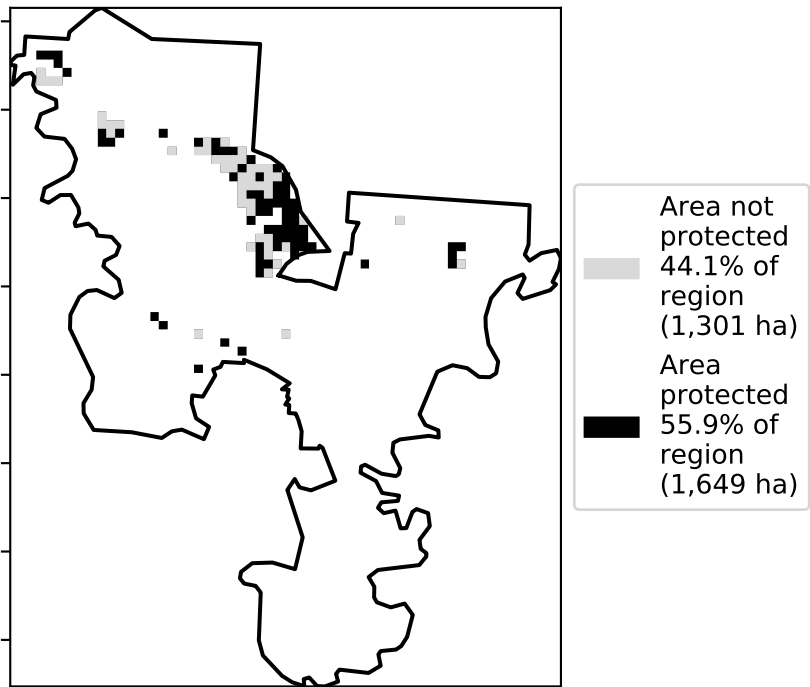 Area not
protected
44.1% of
region
(1,301 ha)
Area
protected
55.9% of
region
(1,649 ha)